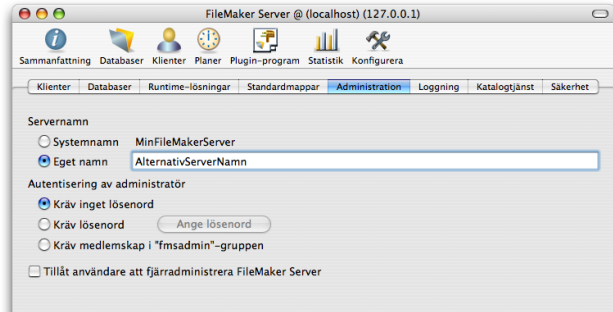 FileMaker Server @ (localhost) (127.0.0.1)
Sammanfattning Databaser Klienter Planer Plugin-program Statistik Konfigurera
Klienter Databaser Runtime-lösningar Standardmappar Administration Loggning Katalogtjänst Säkerhet
Servernamn
Systemnamn MinFileMakerServer
Eget namn AlternativServerNamn
Autentisering av administratör
Kräv inget lösenord
Kräv lösenord Ange lösenord
Kräv medlemskap i "fmsadmin"-gruppen
Tillåt användare att fjärradministrera FileMaker Server